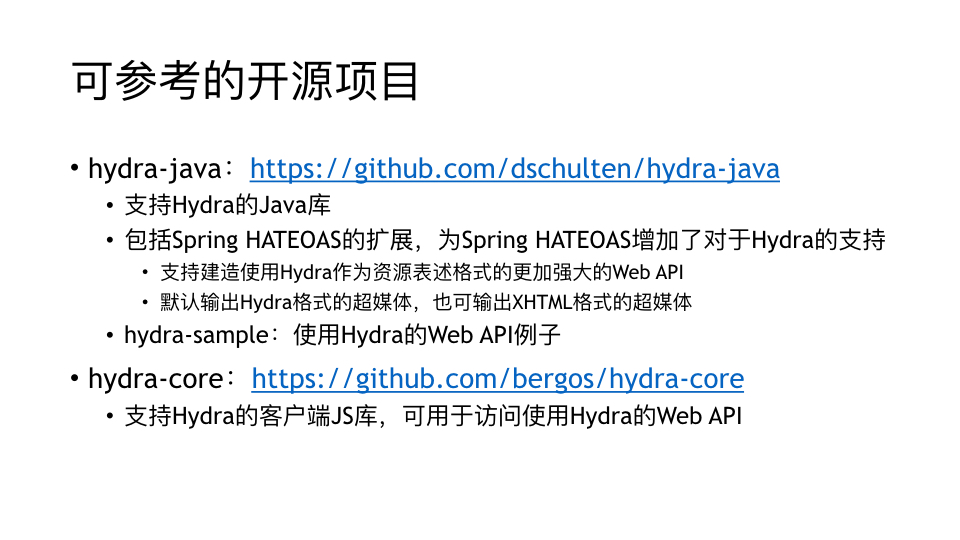 可参考的开源项目
• hydra-java：https://github.com/dschulten/hydra-java
• 支持Hydra的Java库
• 包括Spring HATEOAS的扩展，为Spring HATEOAS增加了对于Hydra的支持
• 支持建造使用Hydra作为资源表述格式的更加强大的Web API
• 默认输出Hydra格式的超媒体，也可输出XHTML格式的超媒体
• hydra-sample：使用Hydra的Web API例子
• hydra-core：https://github.com/bergos/hydra-core
• 支持Hydra的客户端JS库，可用于访问使用Hydra的Web API